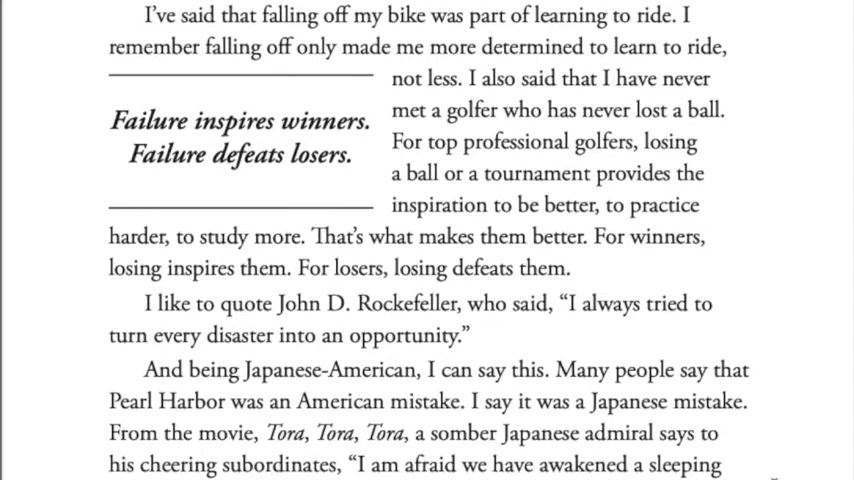 I’ve said that falling off my bike was part of learning to ride. I
remember falling off only made me more determined to learn to ride,
not less. I also said that I have never
met a golfer who has never lost a ball.
For top professional golfers, losing
a ball or a tournament provides the
inspiration to be better, to practice
Failure inspires winners.
Failure defeats losers.
harder, to study more. That’s what makes them better. For winners,
losing inspires them. For losers, losing defeats them.
I like to quote John D. Rockefeller, who said, “I always tried to
turn every disaster into an opportunity.”
And being Japanese-American, I can say this. Many people say that
Pearl Harbor was an American mistake. I say it was a Japanese mistake.
From the movie, Tora, Tora, Tora, a somber Japanese admiral says to
his cheering subordinates, “I am afraid we have awakened a sleeping